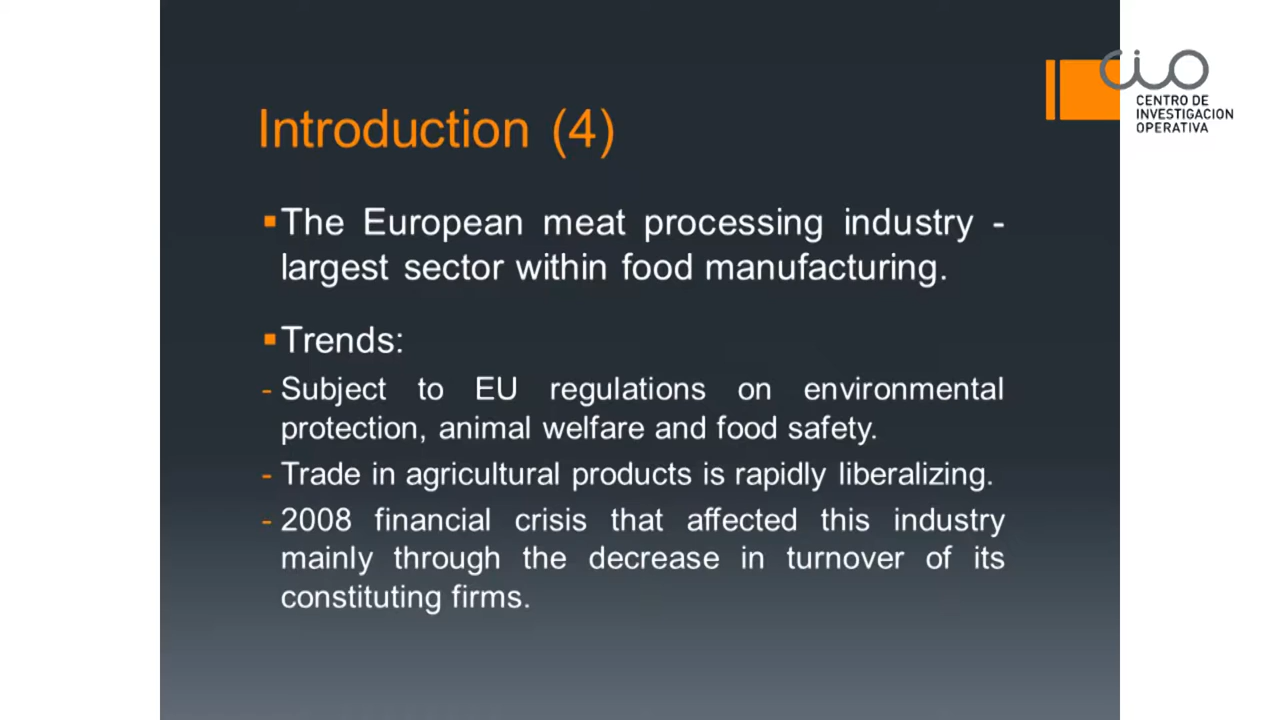 cio
CENTRO DE
INVESTIGACION
OPERATIVA
Introduction (4)
▪The European meat processing industry -
largest sector within food manufacturing.
▪Trends:
- Subject to EU regulations on environmental
protection, animal welfare and food safety.
- Trade in agricultural products is rapidly liberalizing.
- 2008 financial crisis that affected this industry
mainly through the decrease in turnover of its
constituting firms.